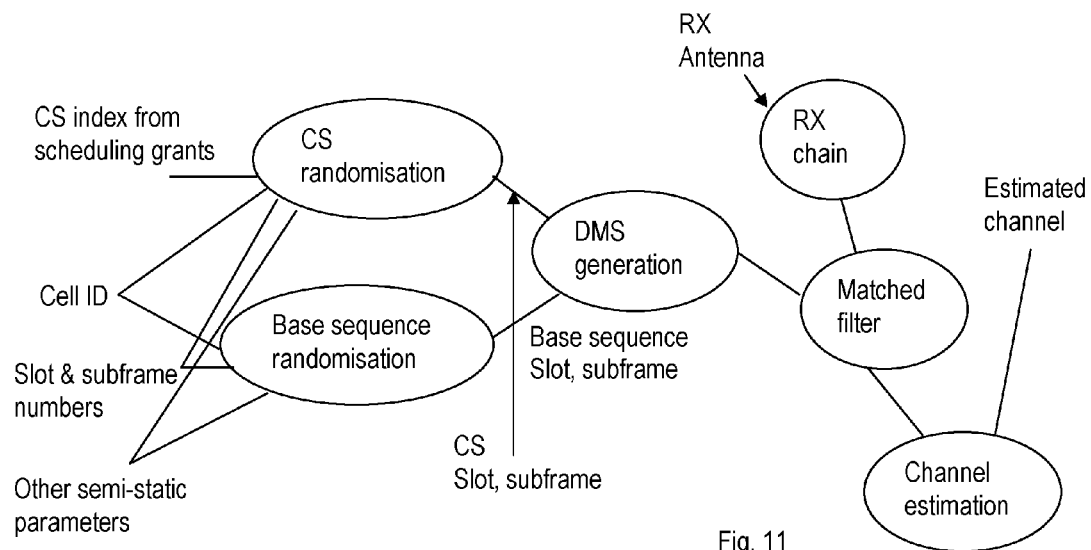 RX
Antenna
CS index from
scheduling grants
CS
randomisation
RX
chain
Estimated
channel
DMS
generation
Cell ID
Matched
filter
Base sequence
randomisation
Base sequence
Slot, subframe
Slot & subframe
numbers
CS
Slot, subframe
Other semi-static
parameters
Channel
estimation
Fig. 11